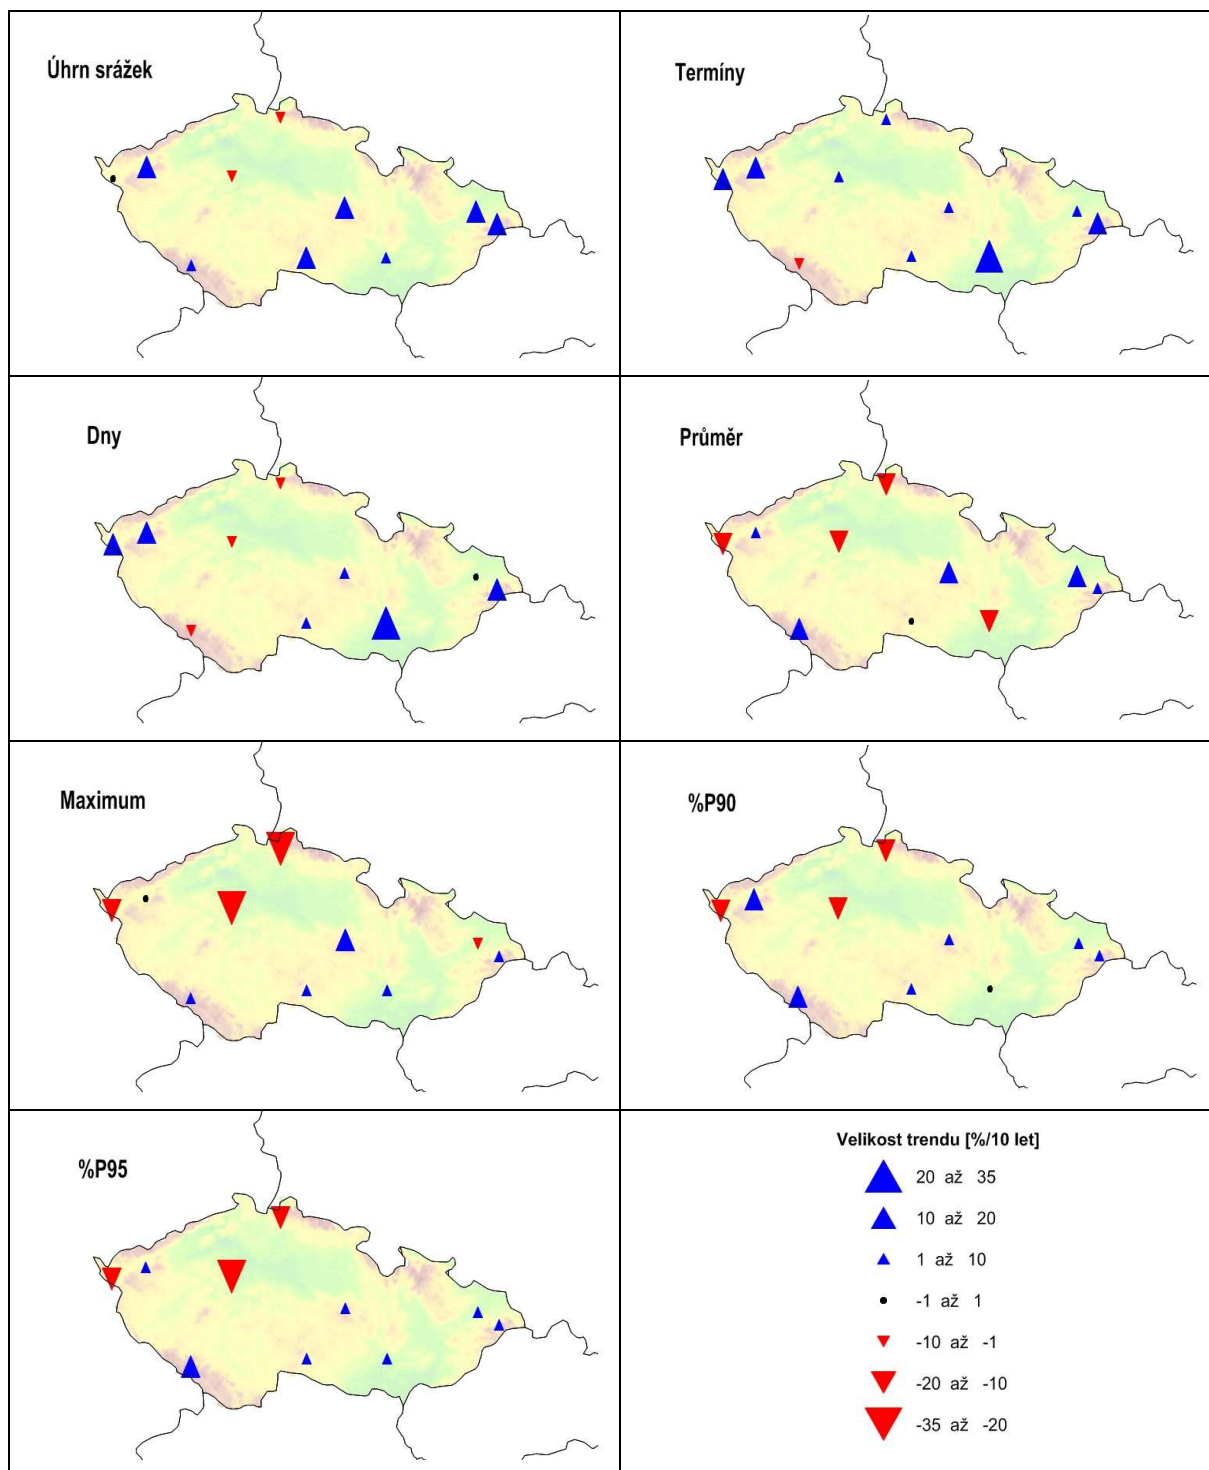 Úhrn srážek
Termíny
Dny
Průměr
Maximum
%P90
%P95
Velikost trendu [%/10 let]
20 až 35
10 až 20
1 až 10
-1 až 1
-10 až -1
-20 až -10
-35 až -20